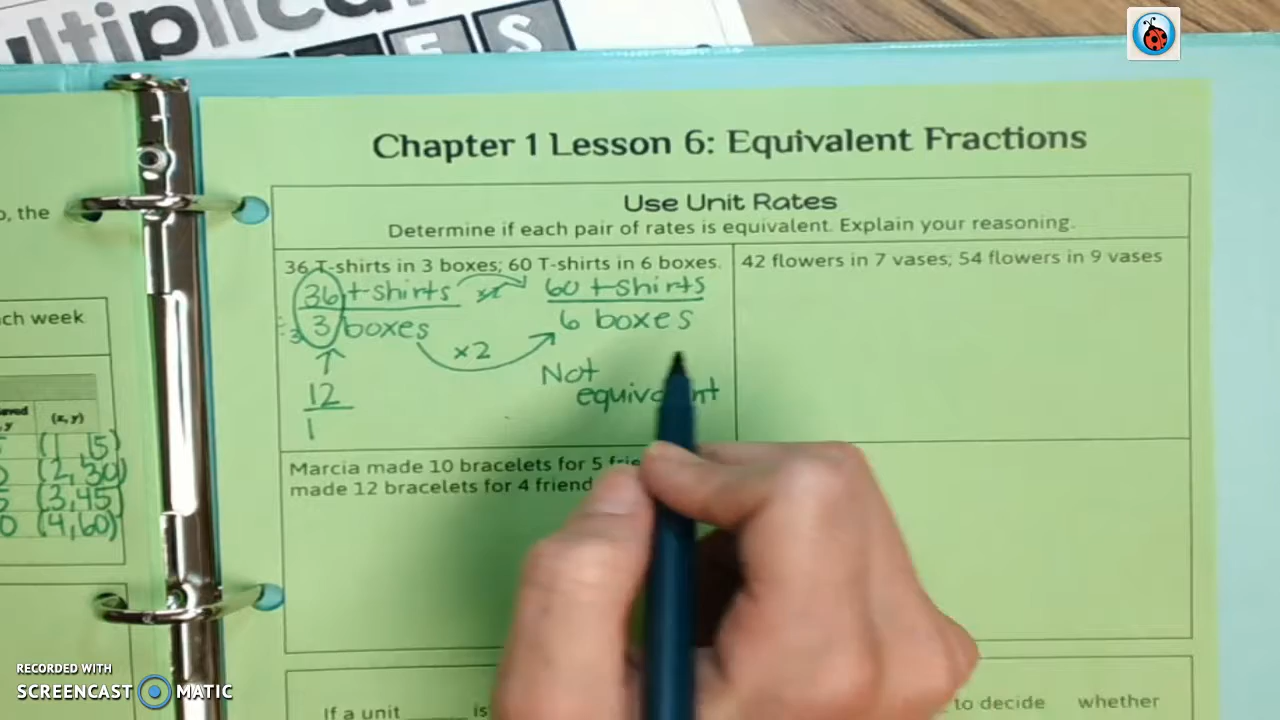 ES
o, the
Chapter 1 Lesson 6: Equivalent Fractions
Use Unit Rates
Determine if each pair of rates is equivalent. Explain your reasoning.
36 T-shirts in 3 boxes; 60 T-shirts in 6 boxes.
36 t-shirts
3 boxes
60 t-shirts
6 boxes
×2
12
1
Not
42 flowers in 7 vases; 54 flowers in 9 vases
Marcia made 10 bracelets for 5
made 12 bracelets for 4 friend
If a unit ______ is
to decide whether
ach week
(x, y)
(1, 15)
(2, 30)
(3, 45)
(4, 60)
RECORDED WITH
SCREENCAST MATIC